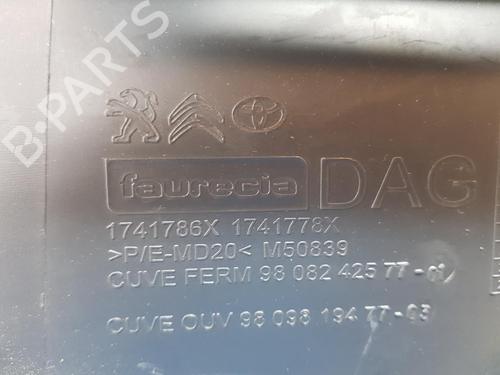 B-PARTS
faurecia DAG
1741786X 1741778X
>P/E-MD20< M50839
CUVE FERM 98 082 425 77-01
CUVE OUV 98 098 194 77-03